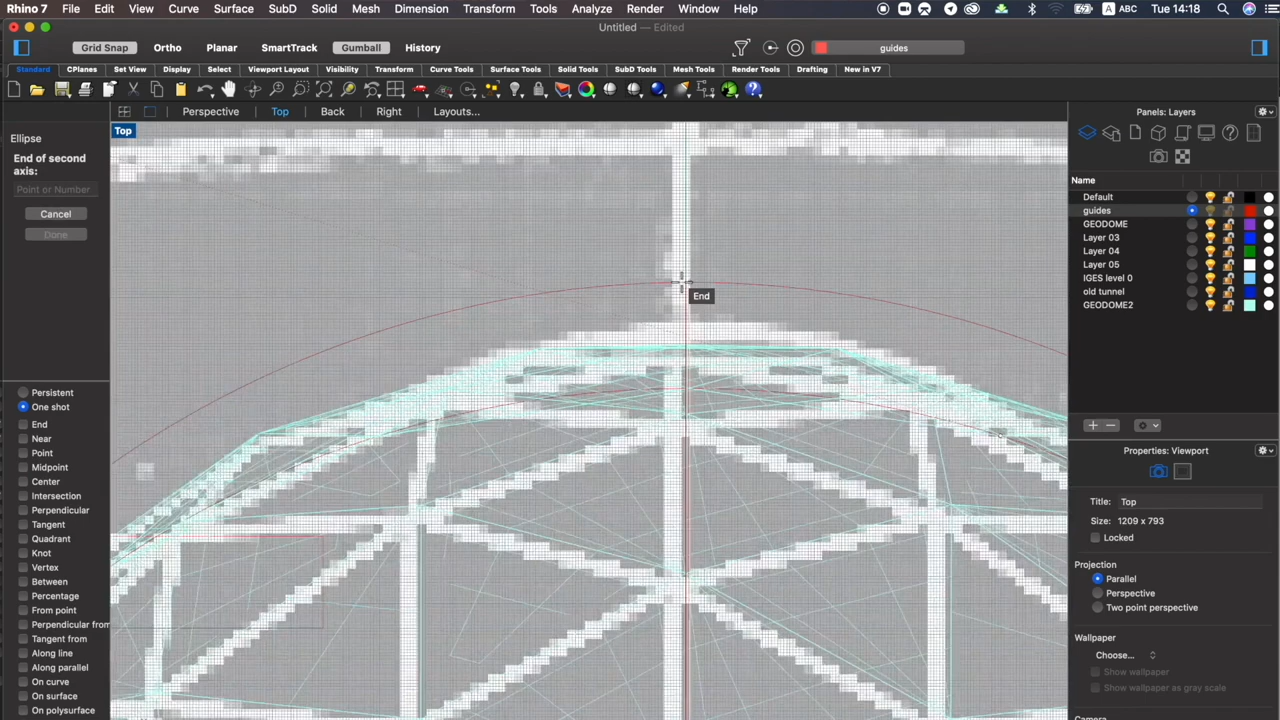 Rhino 7 File Edit View Curve Surface SubD Solid Mesh Dimension Transform Tools Analyze Render Window Help A ABC Tue 14:18
Untitled — Edited
Grid Snap Ortho Planar SmartTrack Gumball History guides
Standard CPlanes Set View Display Select Viewport Layout Visibility Transform Curve Tools Surface Tools Solid Tools SubD Tools Mesh Tools Render Tools Drafting New in V7
Perspective Top Back Right Layouts... Panels: Layers
Top
Ellipse
End of second
axis:
Point or Number
Cancel
Done
End
Persistent
One shot
End
Near
Point
Midpoint
Center
Intersection
Perpendicular
Tangent
Quadrant
Knot
Vertex
Between
Percentage
From point
Perpendicular from
Tangent from
Along line
Along parallel
On curve
On surface
On polysurface
Name
Default
guides
GEODOME
Layer 03
Layer 04
Layer 05
IGES level 0
old tunnel
GEODOME2
Properties: Viewport
Title: Top
Size: 1209 x 793
Locked
Projection
Parallel
Perspective
Two point perspective
Wallpaper
Choose...
Show wallpaper
Show wallpaper as gray scale